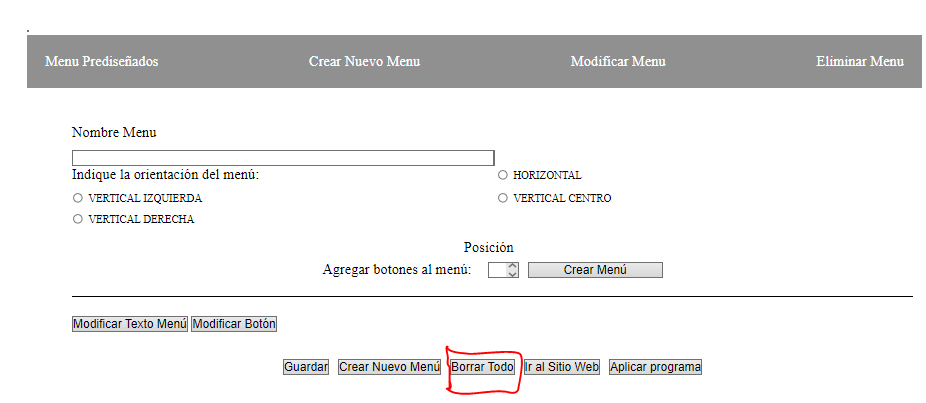 Menu Prediseñados Crear Nuevo Menu Modificar Menu Eliminar Menu
Nombre Menu
Indique la orientación del menú: HORIZONTAL
VERTICAL IZQUIERDA VERTICAL CENTRO
VERTICAL DERECHA
Posición
Agregar botones al menú: Crear Menú
Modificar Texto Menú Modificar Botón
Guardar Crear Nuevo Menú Borrar Todo Ir al Sitio Web Aplicar programa